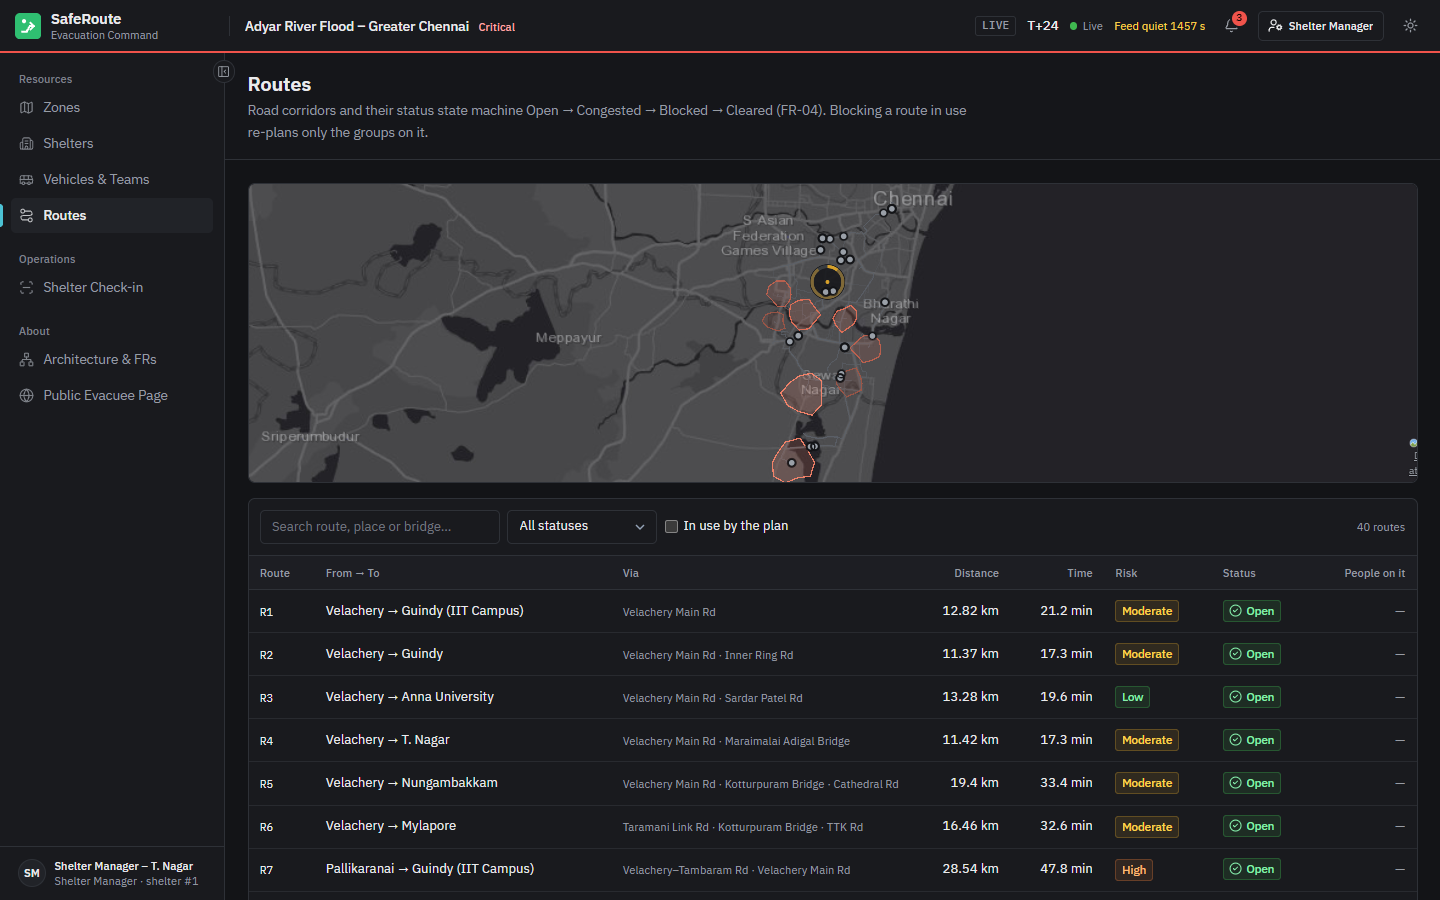 SafeRoute
Evacuation Command
Adyar River Flood – Greater Chennai Critical
LIVE T+24 Live Feed quiet 1457 s 3 Shelter Manager
Resources
Zones
Shelters
Vehicles & Teams
Routes
Operations
Shelter Check-in
About
Architecture & FRs
Public Evacuee Page
SM
Shelter Manager – T. Nagar
Shelter Manager · shelter #1
Routes
Road corridors and their status state machine Open → Congested → Blocked → Cleared (FR-04). Blocking a route in use
re-plans only the groups on it.
Chennai
S Asian
Federation
Games Village
Bharathi
Nagar
Meppayur
Nagar
Sriperumbudur
Search route, place or bridge...
All statuses
In use by the plan
40 routes
Route From → To Via Distance Time Risk Status People on it
R1 Velachery → Guindy (IIT Campus) Velachery Main Rd 12.82 km 21.2 min Moderate Open —
R2 Velachery → Guindy Velachery Main Rd · Inner Ring Rd 11.37 km 17.3 min Moderate Open —
R3 Velachery → Anna University Velachery Main Rd · Sardar Patel Rd 13.28 km 19.6 min Low Open —
R4 Velachery → T. Nagar Velachery Main Rd · Maraimalai Adigal Bridge 11.42 km 17.3 min Moderate Open —
R5 Velachery → Nungambakkam Velachery Main Rd · Kotturpuram Bridge · Cathedral Rd 19.4 km 33.4 min Moderate Open —
R6 Velachery → Mylapore Taramani Link Rd · Kotturpuram Bridge · TTK Rd 16.46 km 32.6 min Moderate Open —
R7 Pallikaranai → Guindy (IIT Campus) Velachery–Tambaram Rd · Velachery Main Rd 28.54 km 47.8 min High Open —